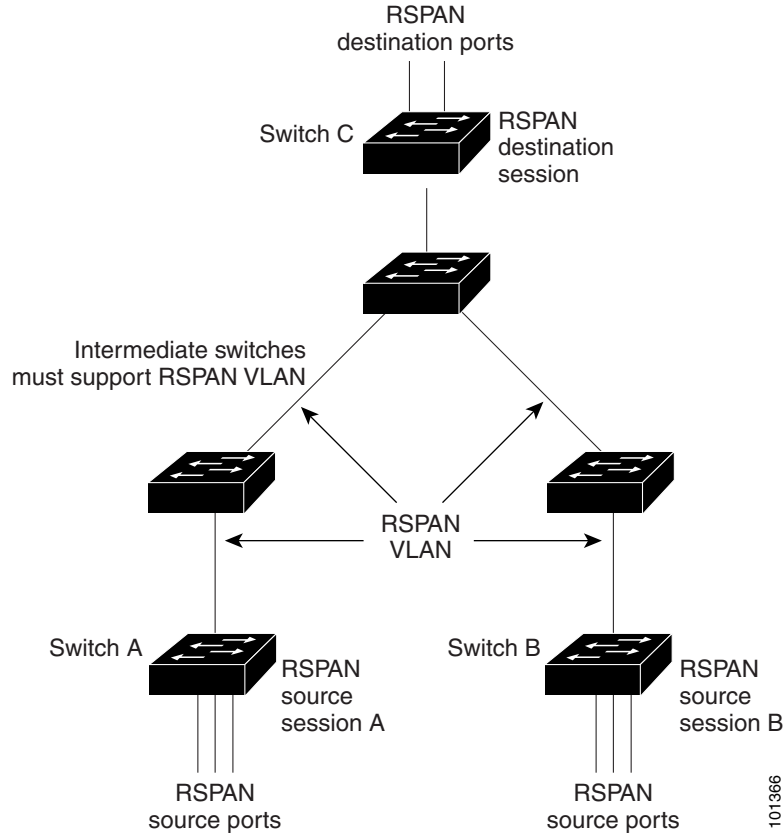 RSPAN
destination ports
Switch C
RSPAN
destination
session
Intermediate switches
must support RSPAN VLAN
RSPAN
VLAN
Switch A
RSPAN
source
session A
Switch B
RSPAN
source
session B
RSPAN
source ports
RSPAN
source ports
101366